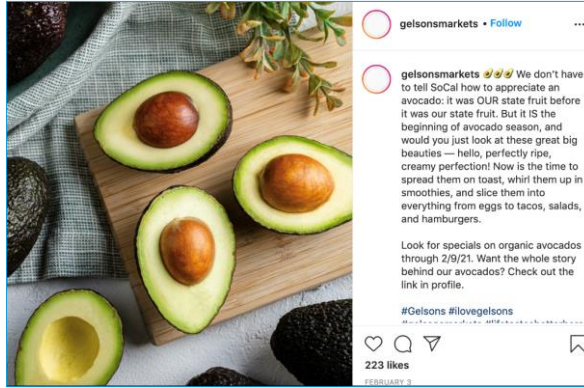 gelsonsmarkets • Follow
gelsonsmarkets 🥑🥑🥑 We don't have
to tell SoCal how to appreciate an
avocado: it was OUR state fruit before
it was our state fruit. But it IS the
beginning of avocado season, and
would you just look at these great big
beauties — hello, perfectly ripe,
creamy perfection! Now is the time to
spread them on toast, whirl them up in
smoothies, and slice them into
everything from eggs to tacos, salads,
and hamburgers.
Look for specials on organic avocados
through 2/9/21. Want the whole story
behind our avocados? Check out the
link in profile.
#Gelsons #ilovegelsons
223 likes
FEBRUARY 3